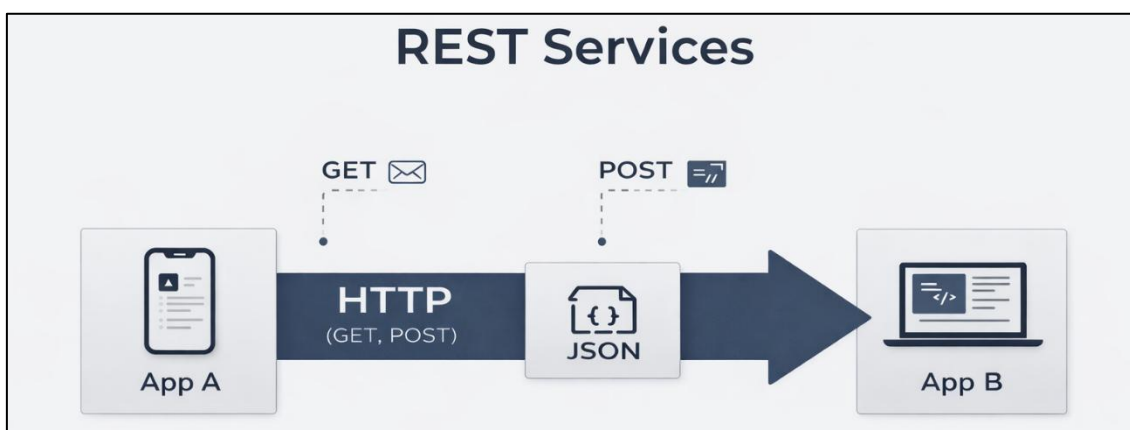 REST Services
GET
POST
HTTP
(GET, POST)
{ }
JSON
</>
App A
App B